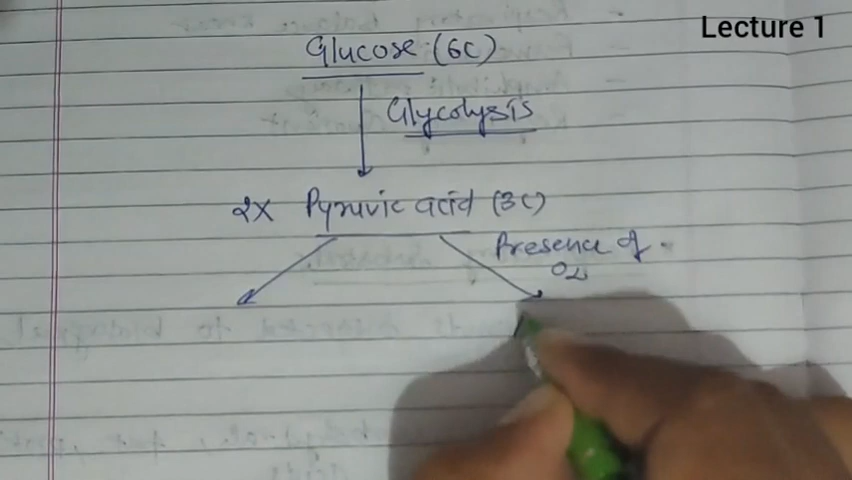 Lecture 1
Glucose (6C)
Glycolysis
2x Pyruvic acid (3C)
Presence of
O2